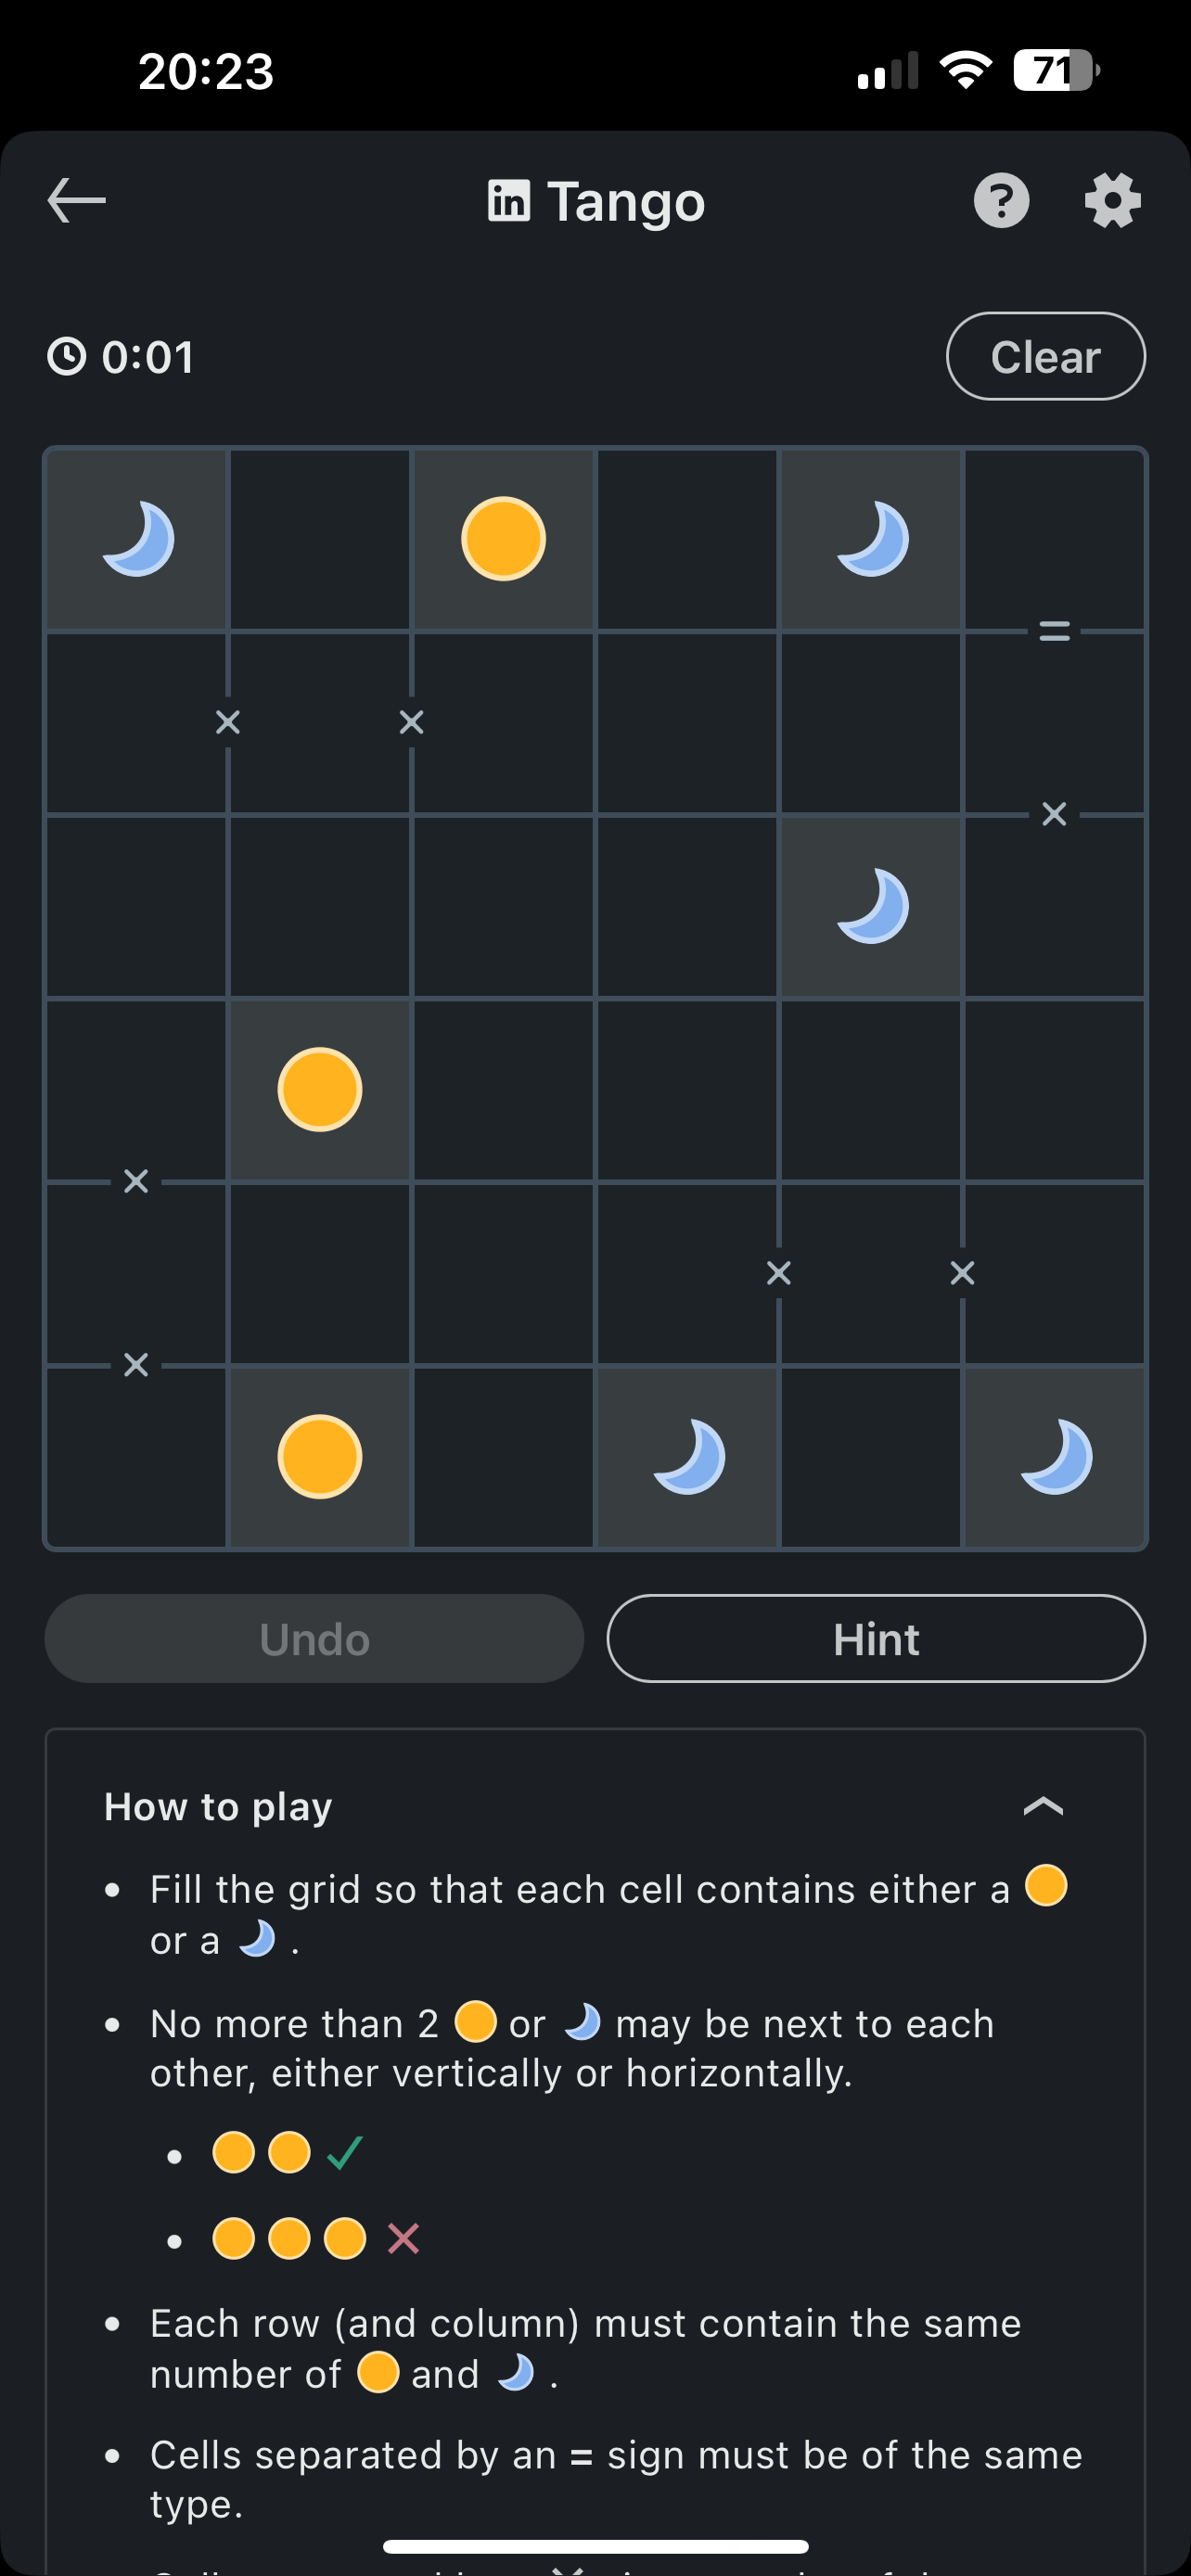 20:23
71
in Tango
?
0:01
Clear
=
×
×
×
×
×
×
×
Undo
Hint
How to play
Fill the grid so that each cell contains either a
or a .
No more than 2 or may be next to each
other, either vertically or horizontally.
Each row (and column) must contain the same
number of and .
Cells separated by an = sign must be of the same
type.